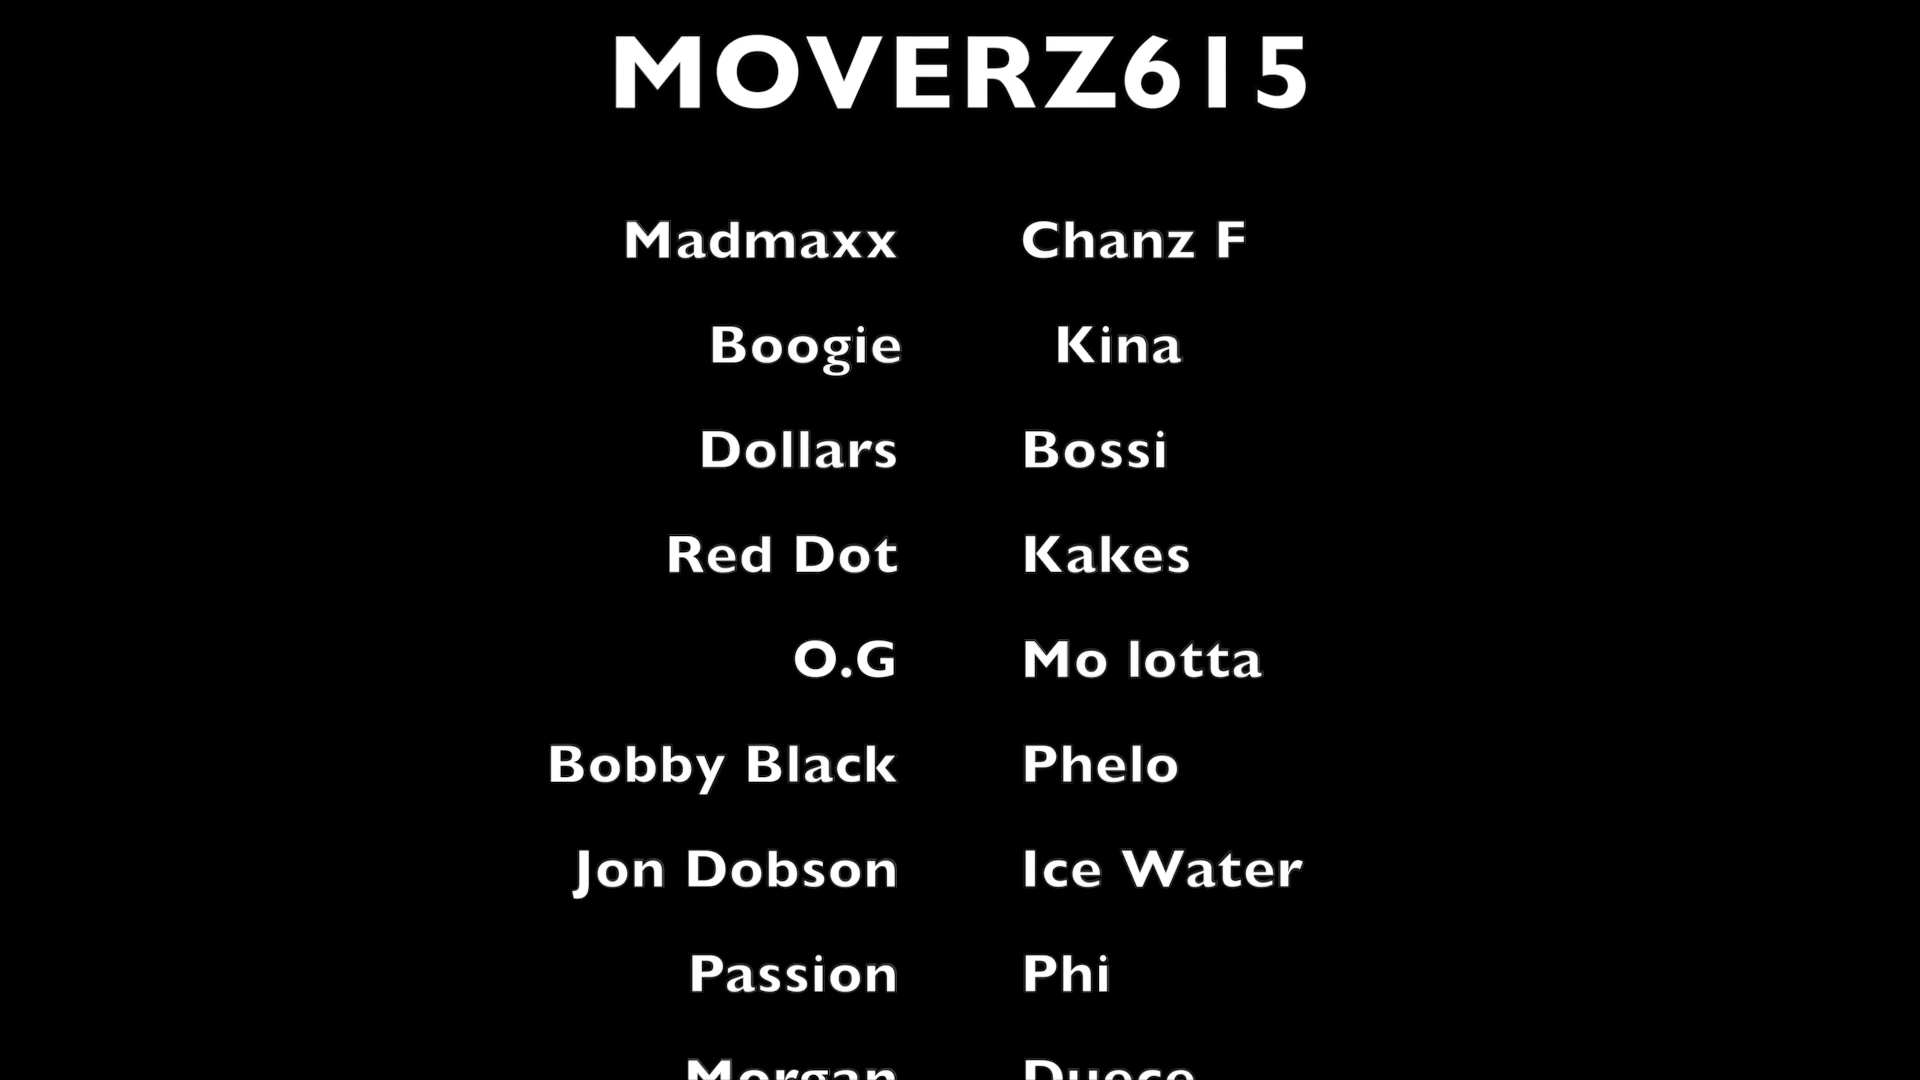 MOVERZ615
Madmaxx Chanz F
Boogie Kina
Dollars Bossi
Red Dot Kakes
O.G Mo lotta
Bobby Black Phelo
Jon Dobson Ice Water
Passion Phi
Morgan